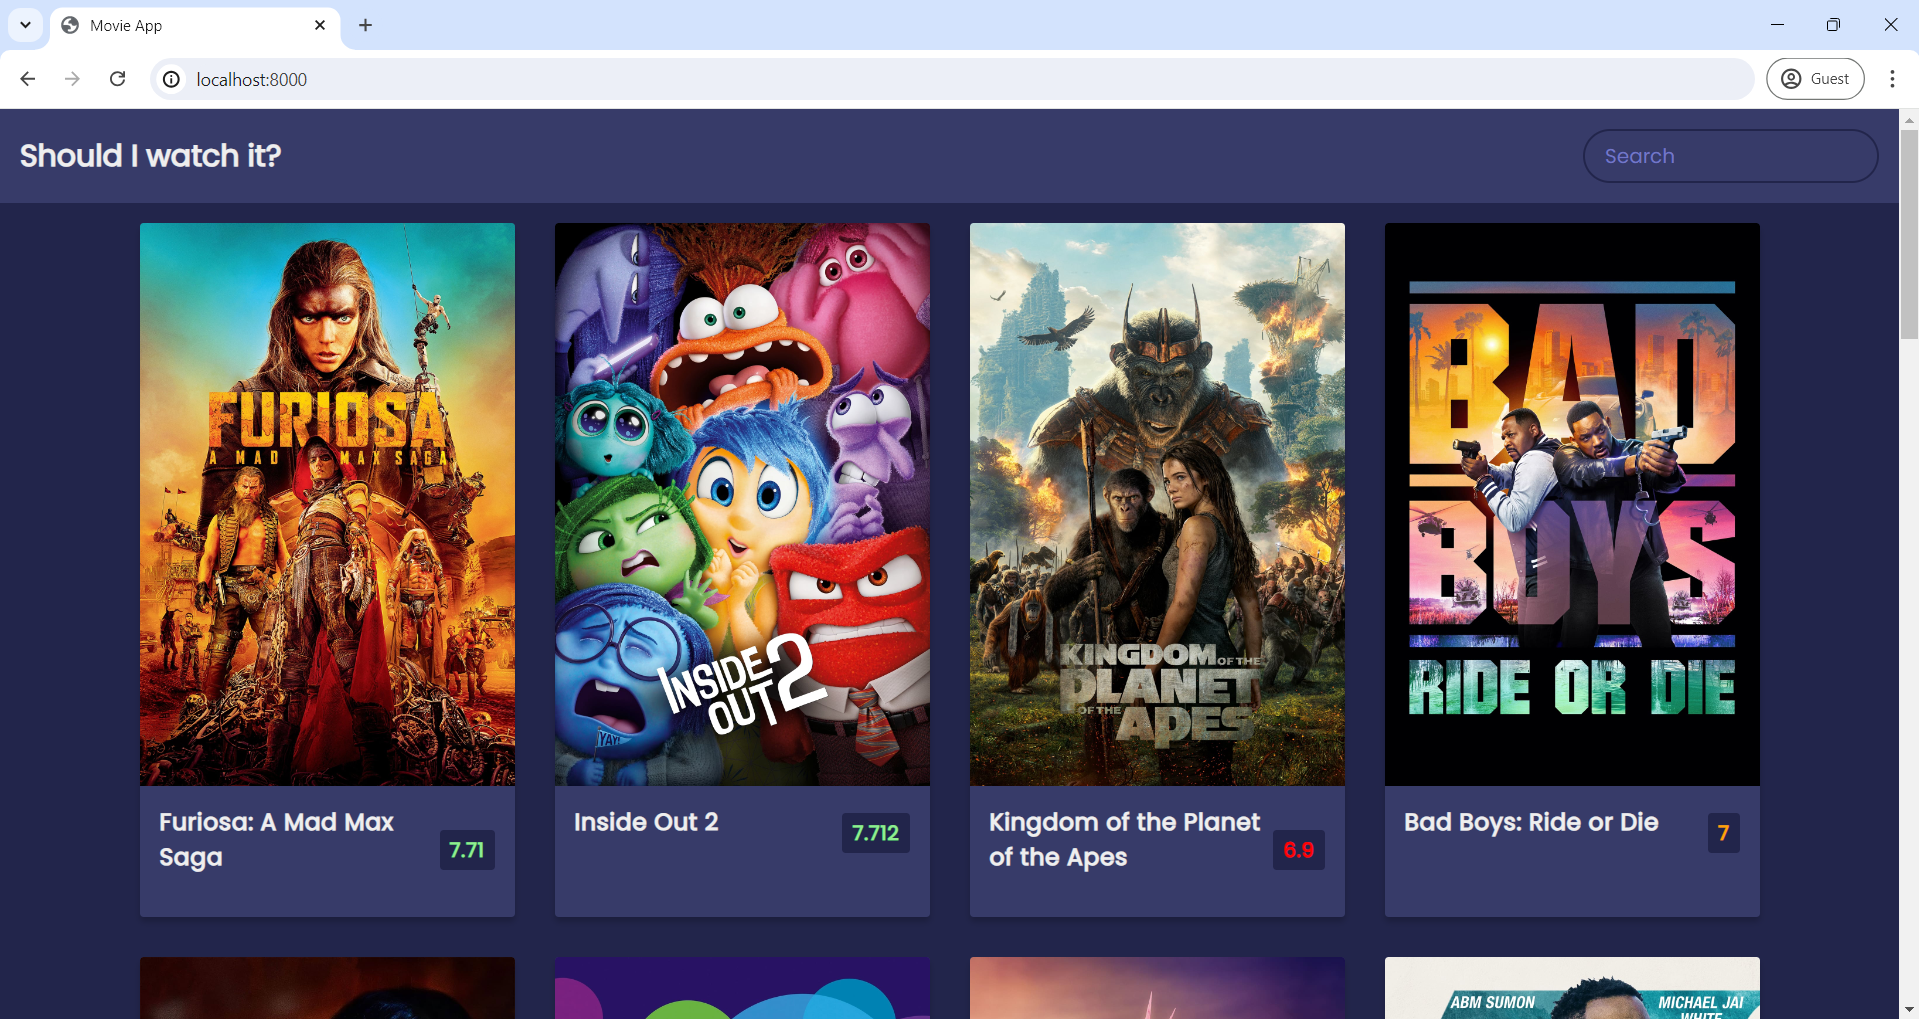 Movie App
localhost:8000
Guest
Should I watch it?
Search
FURIOSA
A MAD MAX SAGA
INSIDE
OUT 2
YAY!
KINGDOM OF THE
PLANET
OF THE APES
BAD
BOYS
RIDE OR DIE
Furiosa: A Mad Max
Saga
7.71
Inside Out 2
7.712
Kingdom of the Planet
of the Apes
6.9
Bad Boys: Ride or Die
7
ABM SUMON
MICHAEL JAI
WHITE